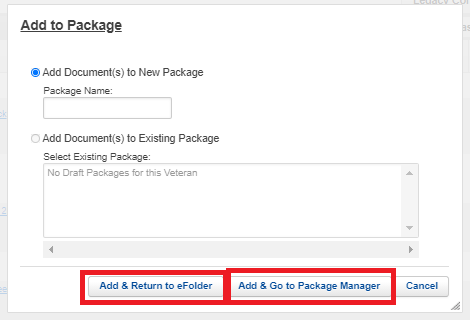 Legacy Con
Add to Package
Add Document(s) to New Package
Package Name:
Add Document(s) to Existing Package
Select Existing Package:
No Draft Packages for this Veteran
Add & Return to eFolder
Add & Go to Package Manager
Cancel